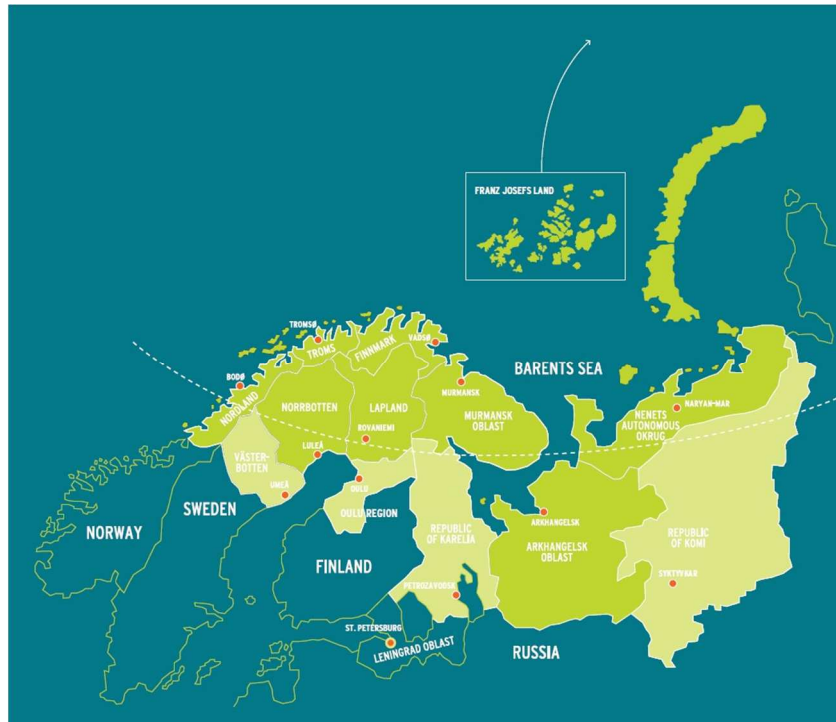 FRANZ JOSEFS LAND
TROMSØ
TROMS
FINNMARK
VADSØ
BARENTS SEA
BODØ
NORDLAND
NORRBOTTEN
LAPLAND
MURMANSK
MURMANSK
OBLAST
NARYAN-MAR
NENETS
AUTONOMOUS
OKRUG
ROVANIEMI
LULEÅ
VÄSTER-
BOTTEN
UMEÅ
OULU
OULU REGION
SWEDEN
NORWAY
FINLAND
REPUBLIC
OF KARELIA
ARKHANGELSK
ARKHANGELSK
OBLAST
REPUBLIC
OF KOMI
PETROZAVODSK
SYKTYVKAR
ST. PETERSBURG
LENINGRAD OBLAST
RUSSIA